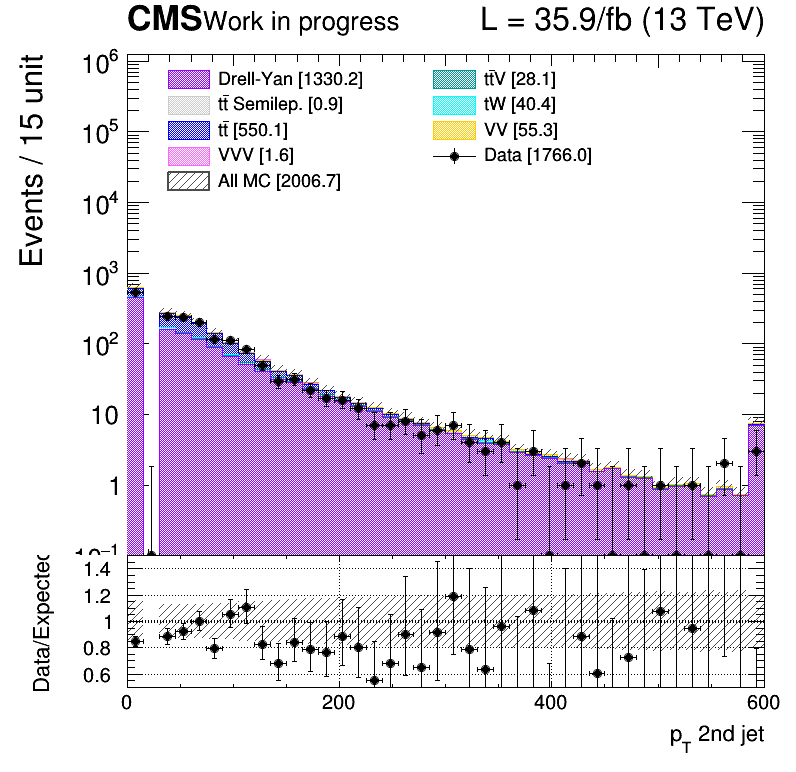 CMS Work in progress L = 35.9/fb (13 TeV)
Events / 15 unit
10⁶
10⁵
10⁴
10³
10²
10
1
10⁻¹
Drell-Yan [1330.2]
tt̄ Semilep. [0.9]
tt̄ [550.1]
VVV [1.6]
All MC [2006.7]
tt̄V [28.1]
tW [40.4]
VV [55.3]
Data [1766.0]
Data/Expected
1.4
1.2
1
0.8
0.6
0 200 400 600
p_T 2nd jet